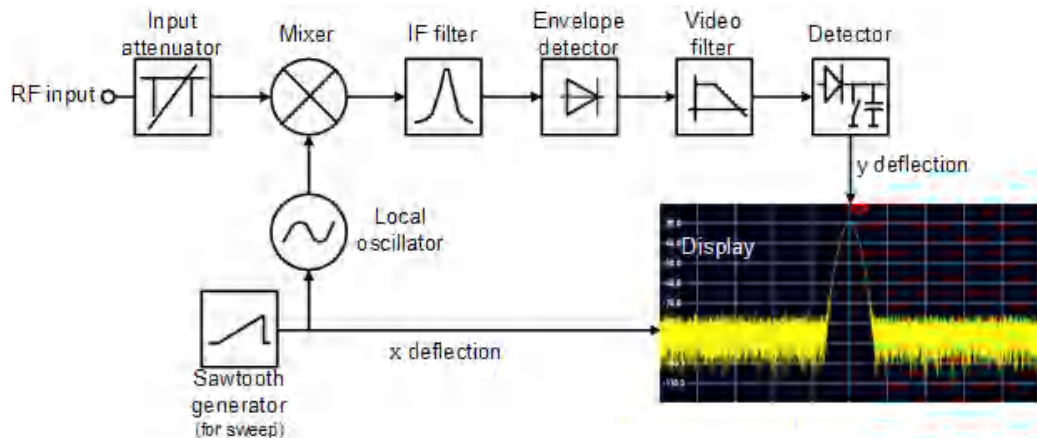 Input
attenuator
Mixer
IF filter
Envelope
detector
Video
filter
Detector
RF input
y deflection
Local
oscillator
Display
x deflection
Sawtooth
generator
(for sweep)